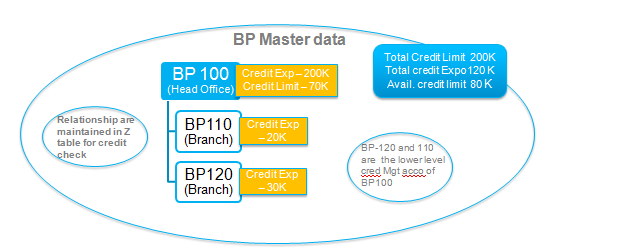 BP Master data
Total Credit Limit 200K
Total credit Expo120 K
Avail. credit limit 80 K
BP 100
(Head Office)
Credit Exp – 200K
Credit Limit – 70K
Relationship are
maintained in Z
table for credit
check
BP110
(Branch)
Credit Exp
– 20K
BP120
(Branch)
Credit Exp
– 30K
BP-120 and 110
are the lower level
cred Mgt acco of
BP100